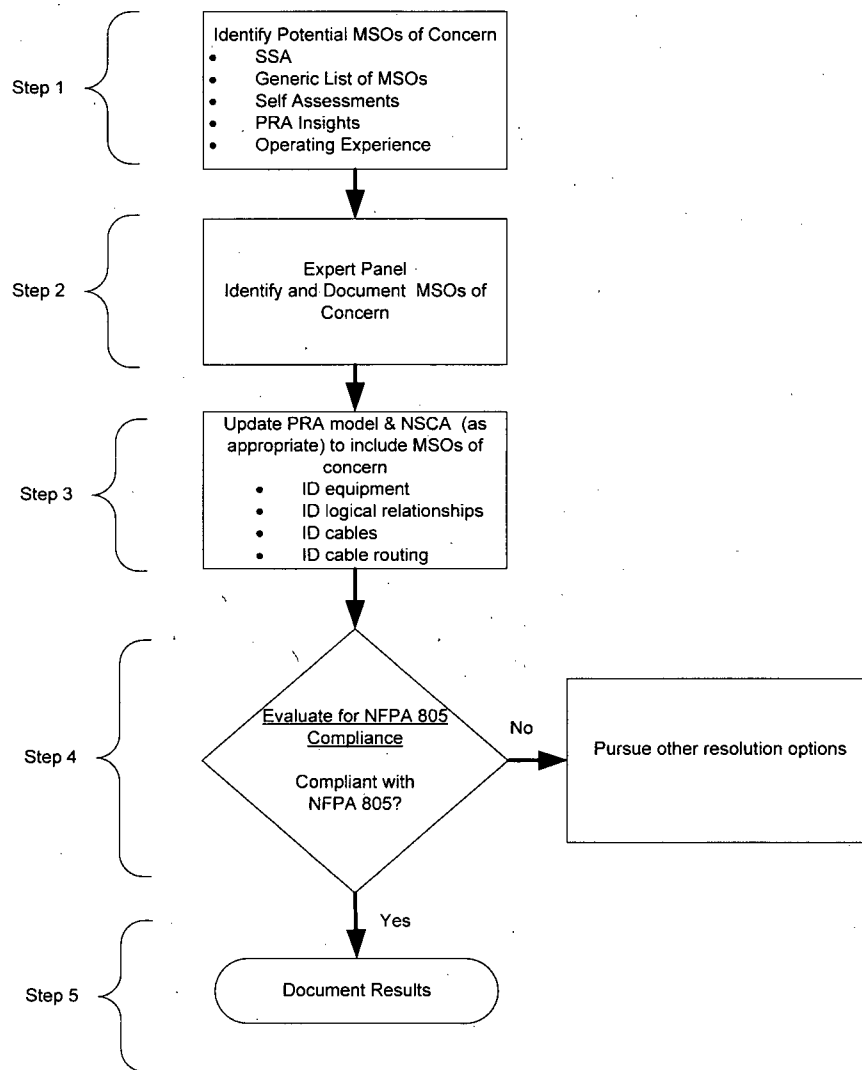 Step 1
Identify Potential MSOs of Concern
• SSA
• Generic List of MSOs
• Self Assessments
• PRA Insights
• Operating Experience
Step 2
Expert Panel
Identify and Document MSOs of
Concern
Step 3
Update PRA model & NSCA (as
appropriate) to include MSOs of
concern
• ID equipment
• ID logical relationships
• ID cables
• ID cable routing
Step 4
Evaluate for NFPA 805
Compliance
Compliant with
NFPA 805?
No
Pursue other resolution options
Yes
Step 5
Document Results